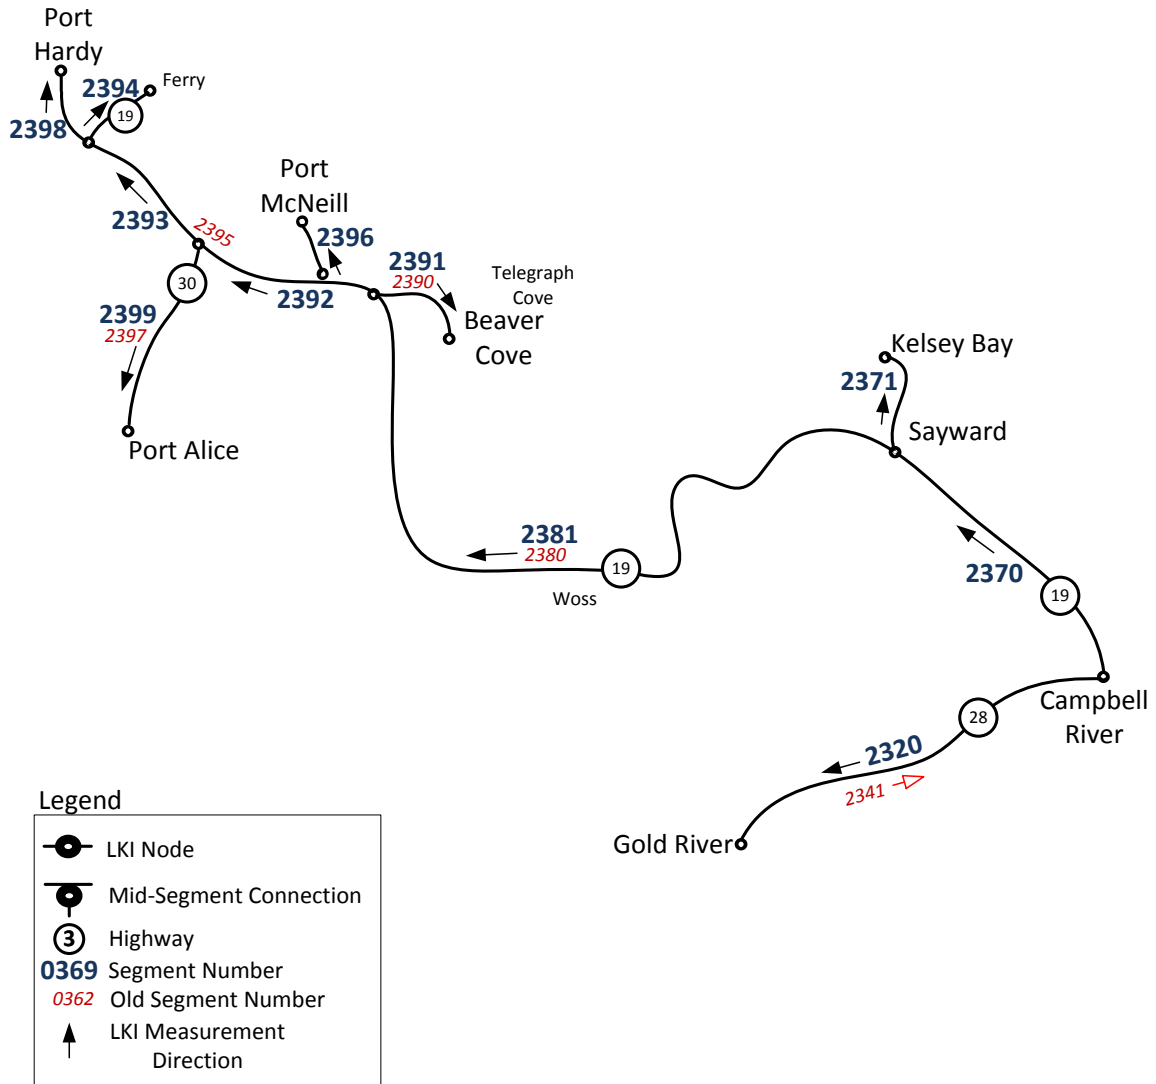 Port
Hardy
2394
Ferry
19
2398
Port
McNeill
2393
2395
2396
2391
2390
Telegraph
Cove
30
2392
2399
2397
Beaver
Cove
Kelsey Bay
2371
Port Alice
Sayward
2381
2380
19
Woss
2370
19
Campbell
River
28
2320
2341
Gold River
Legend
LKI Node
Mid-Segment Connection
3 Highway
0369 Segment Number
0362 Old Segment Number
LKI Measurement
Direction